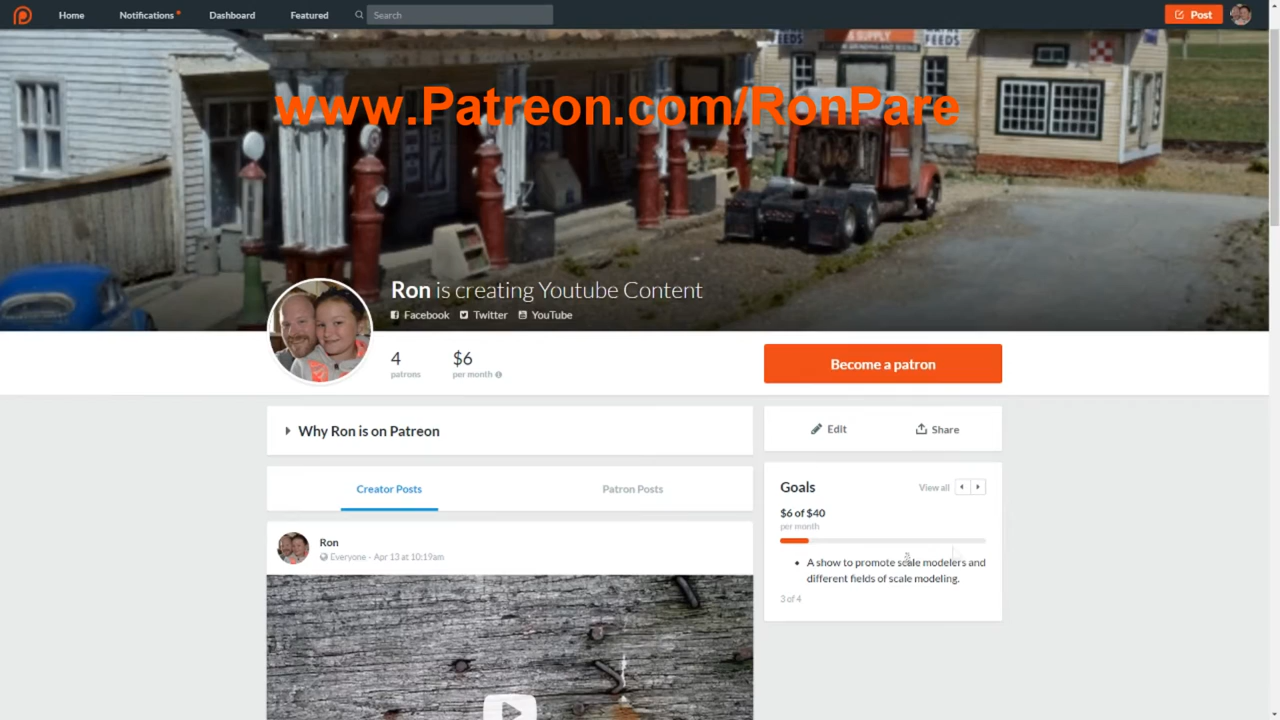 Home Notifications Dashboard Featured Search Post
FEEDS
SUPPLY
FEEDS
www.Patreon.com/RonPare
Ron is creating Youtube Content
Facebook Twitter YouTube
4 $6
patrons per month
Become a patron
Why Ron is on Patreon
Edit Share
Creator Posts Patron Posts
Goals View all
$6 of $40
per month
Ron
Everyone - Apr 13 at 10:19am
• A show to promote scale modelers and
different fields of scale modeling.
3 of 4